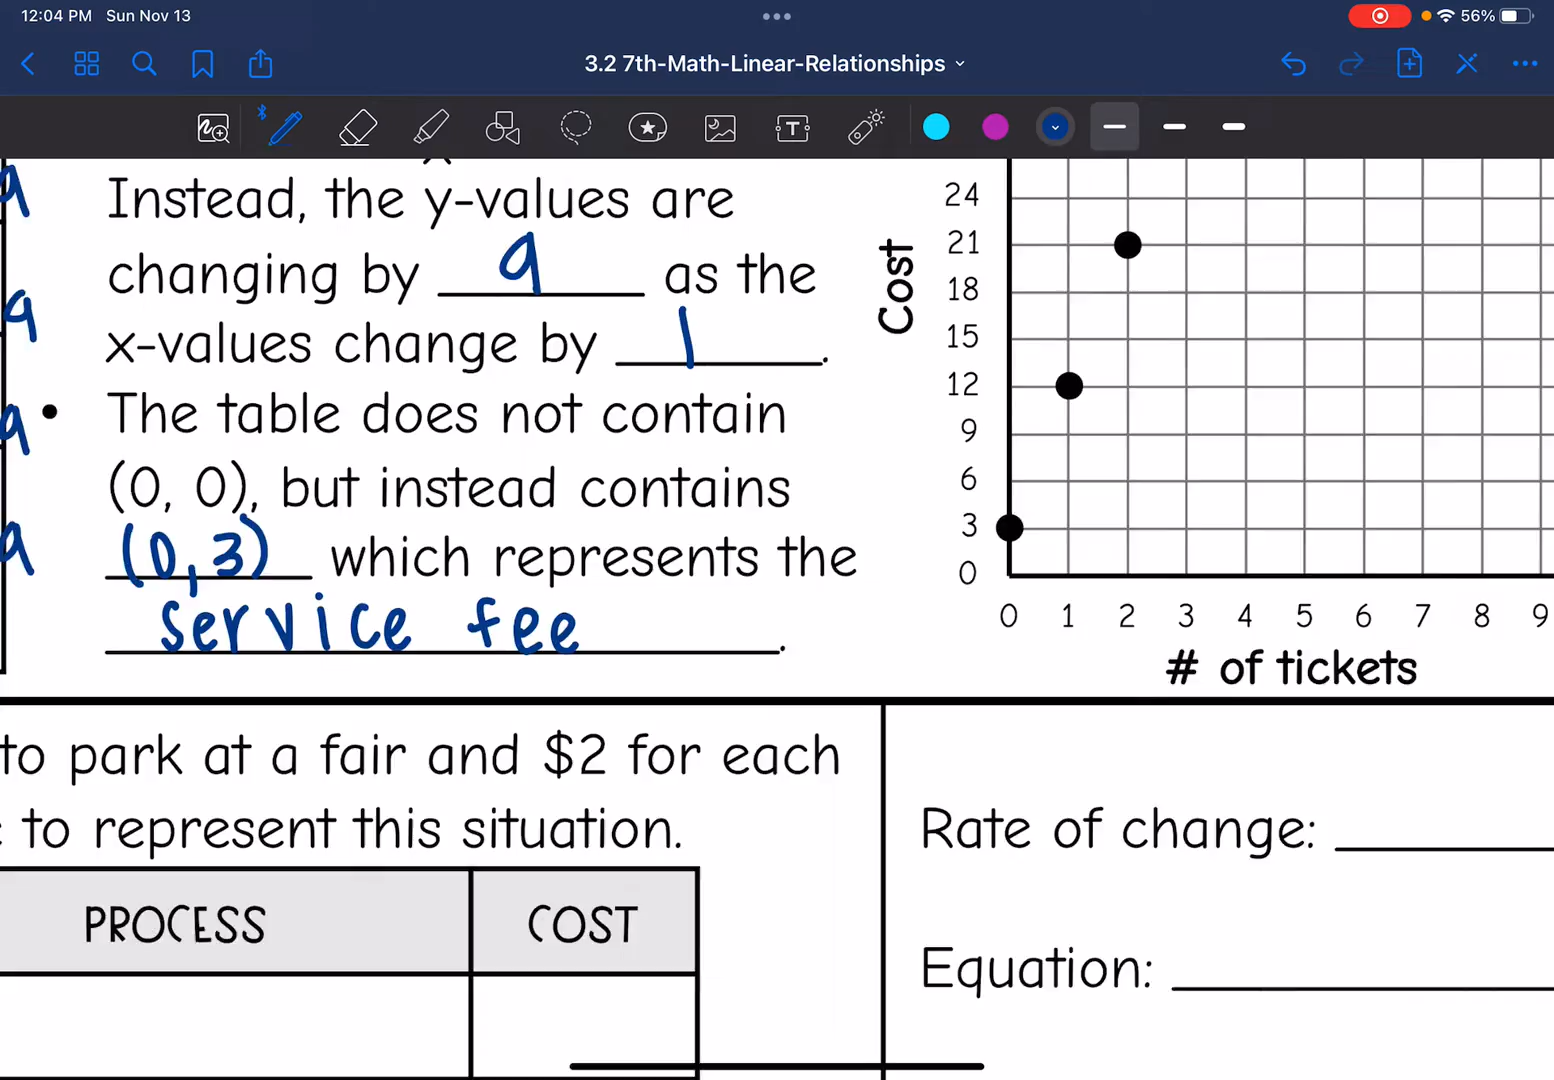 12:04 PM Sun Nov 13
56%
3.2 7th-Math-Linear-Relationships
T
Instead, the y-values are
changing by 9 as the
x-values change by 1.
• The table does not contain
(0, 0), but instead contains
(0,3) which represents the
service fee.
9
9
9
9
Cost
24
21
18
15
12
9
6
3
0
0 1 2 3 4 5 6 7 8 9
# of tickets
to park at a fair and $2 for each
to represent this situation.
PROCESS COST
Rate of change:
Equation: